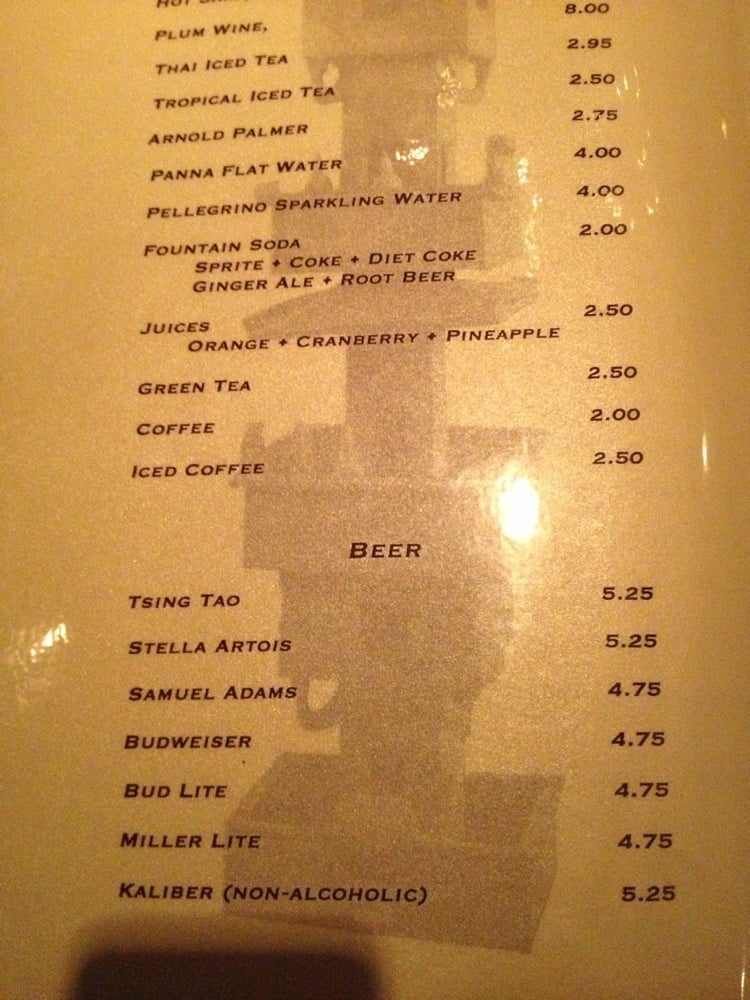 HOT
PLUM WINE, 8.00
THAI ICED TEA 2.95
TROPICAL ICED TEA 2.50
ARNOLD PALMER 2.75
PANNA FLAT WATER 4.00
PELLEGRINO SPARKLING WATER 4.00
FOUNTAIN SODA 2.00
SPRITE + COKE + DIET COKE
GINGER ALE + ROOT BEER
JUICES 2.50
ORANGE + CRANBERRY + PINEAPPLE
GREEN TEA 2.50
COFFEE 2.00
ICED COFFEE 2.50
BEER
TSING TAO 5.25
STELLA ARTOIS 5.25
SAMUEL ADAMS 4.75
BUDWEISER 4.75
BUD LITE 4.75
MILLER LITE 4.75
KALIBER (NON-ALCOHOLIC) 5.25